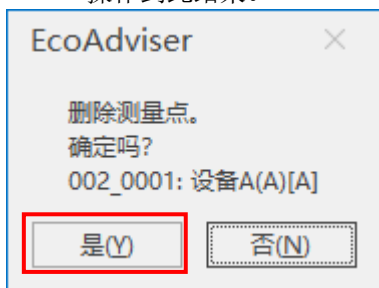 操作到此结束。
EcoAdviser
删除测量点。
确定吗?
002_0001: 设备A(A)[A]
是(Y)
否(N)